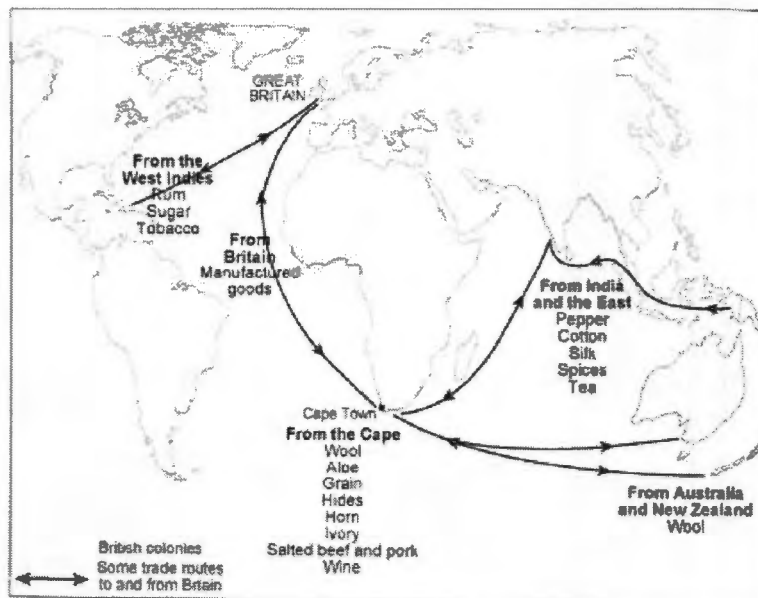 GREAT
BRITAIN
From the
West Indies
Rum
Sugar
Tobacco
From
Britain
Manufactured
goods
From India
and the East
Pepper
Cotton
Silk
Spices
Tea
Cape Town
From the Cape
Wool
Aloe
Grain
Hides
Horn
Ivory
Salted beef and pork
Wine
From Australia
and New Zealand
Wool
British colonies
Some trade routes
to and from Britain